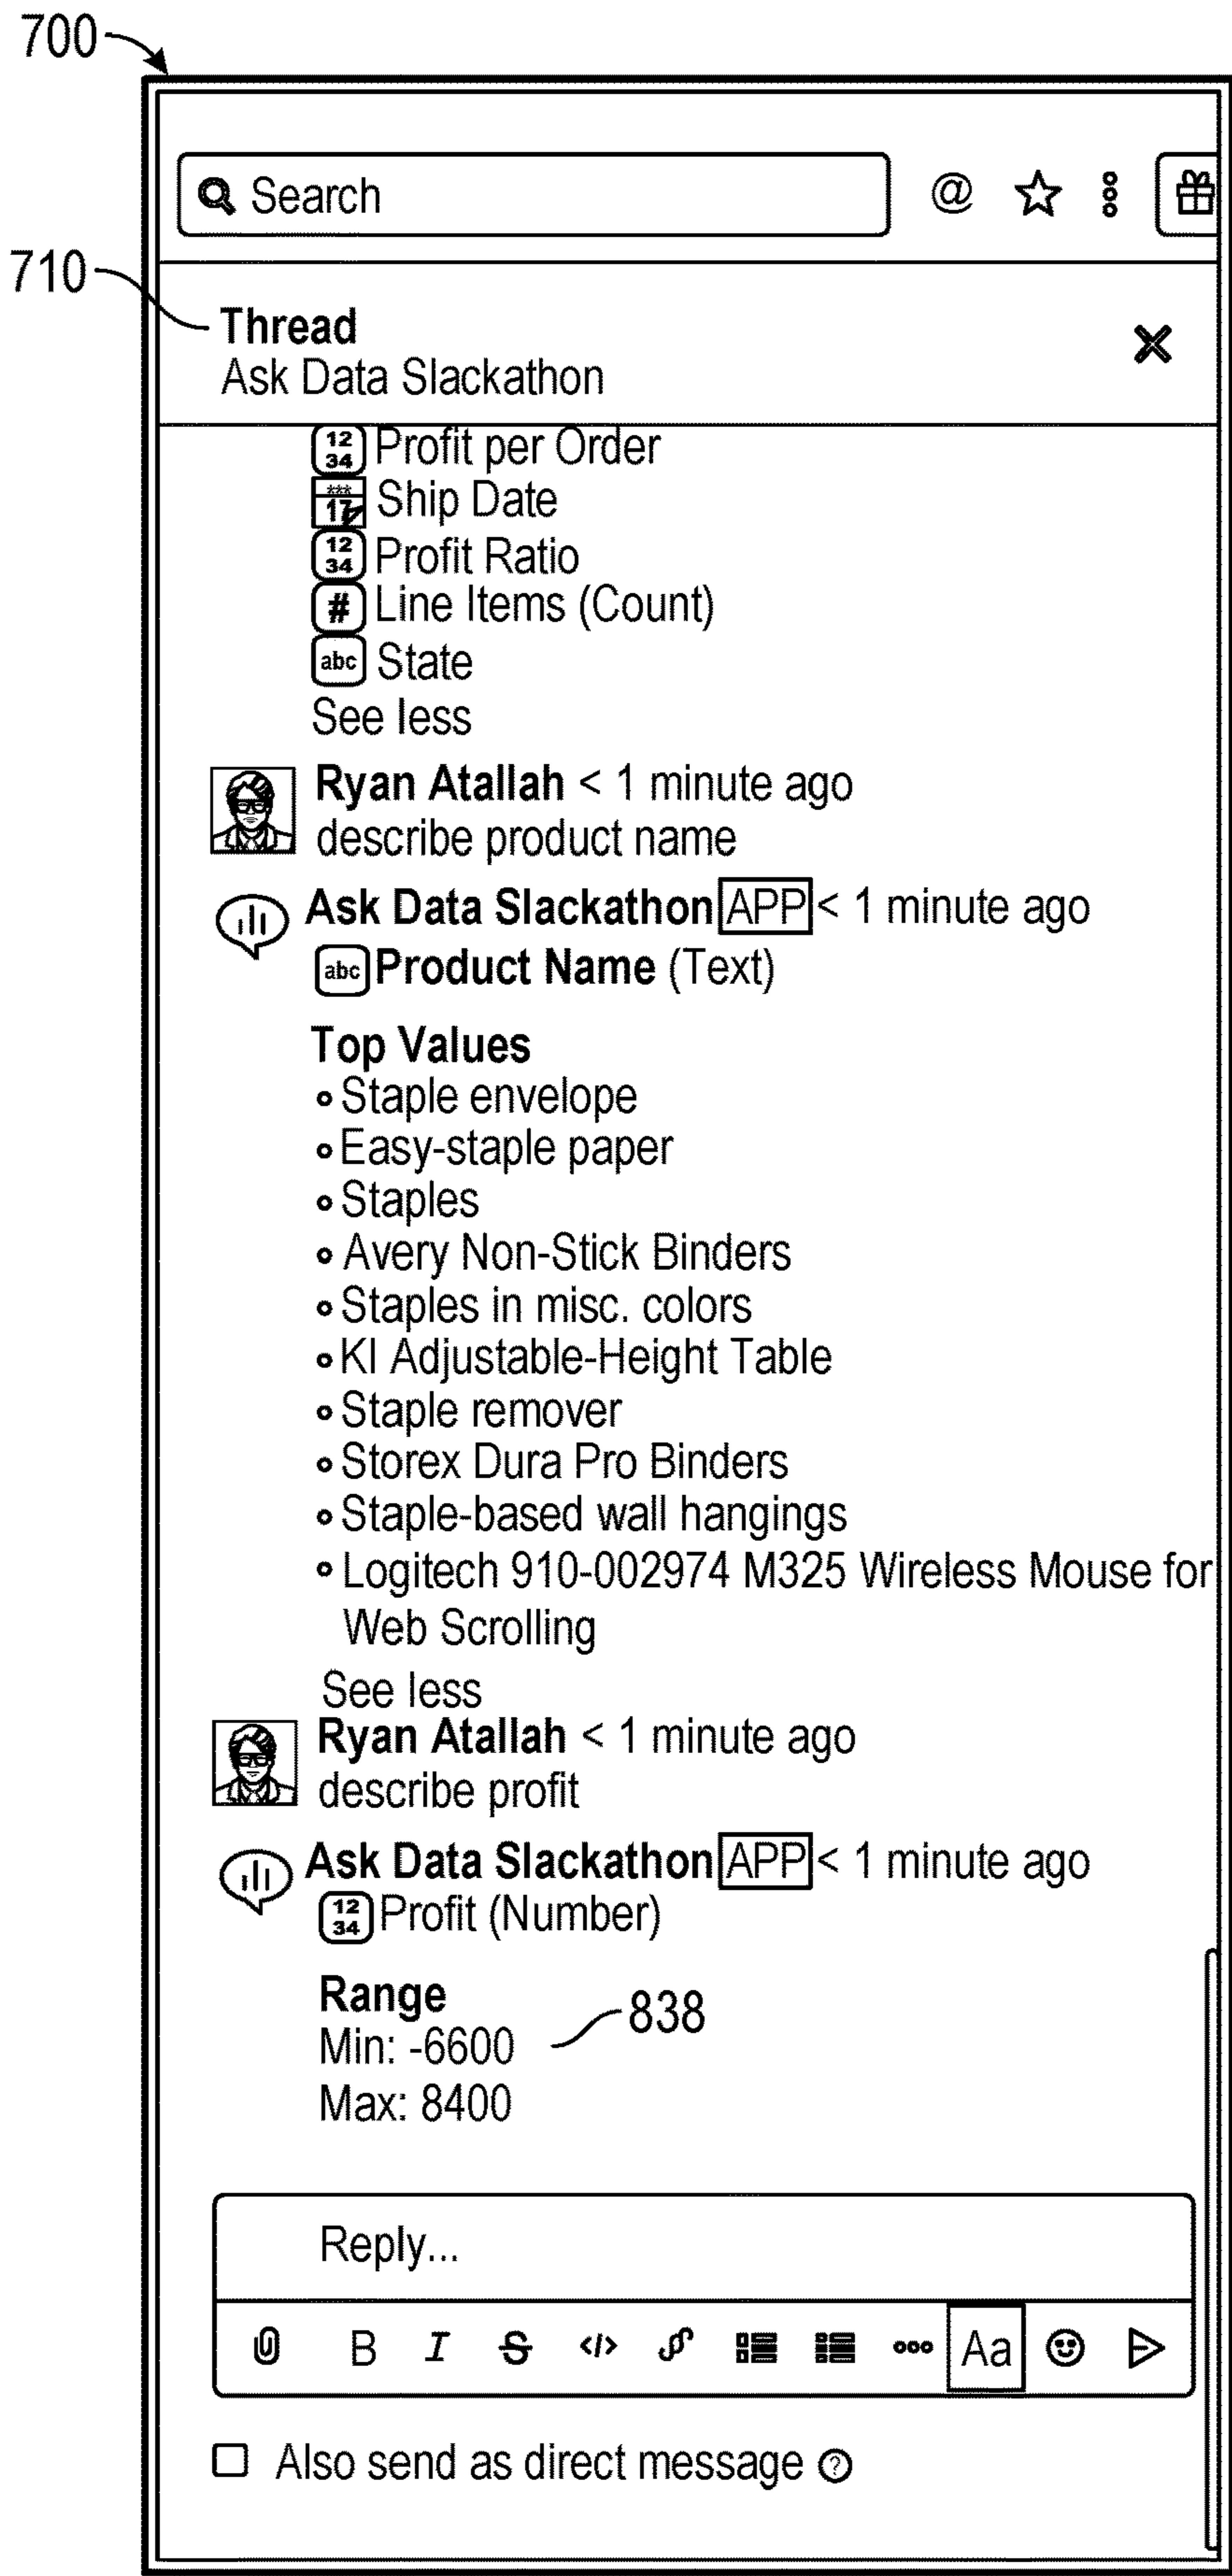 700
Search @
710
Thread
Ask Data Slackathon
12 34 Profit per Order
*** 17 Ship Date
12 34 Profit Ratio
# Line Items (Count)
abc State
See less
Ryan Atallah < 1 minute ago
describe product name
Ask Data Slackathon APP < 1 minute ago
abc Product Name (Text)
Top Values
Staple envelope
Easy-staple paper
Staples
Avery Non-Stick Binders
Staples in misc. colors
KI Adjustable-Height Table
Staple remover
Storex Dura Pro Binders
Staple-based wall hangings
Logitech 910-002974 M325 Wireless Mouse for
Web Scrolling
See less
Ryan Atallah < 1 minute ago
describe profit
Ask Data Slackathon APP < 1 minute ago
12 34 Profit (Number)
Range
838
Min: -6600
Max: 8400
Reply...
B I S </> Aa
Also send as direct message ?